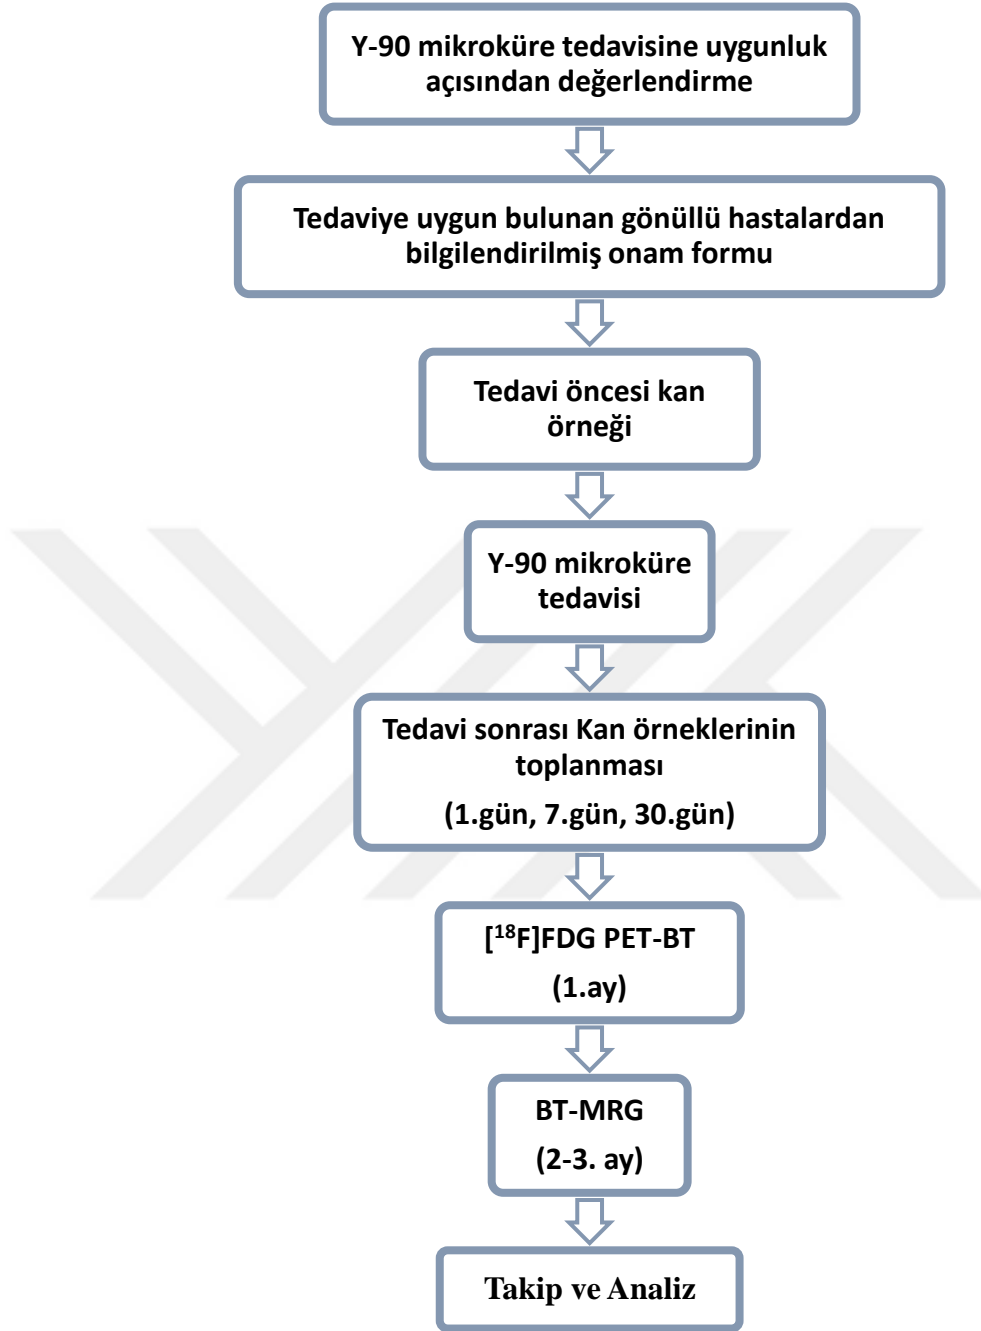 Y-90 mikroküre tedavisine uygunluk
açısından değerlendirme
Tedaviye uygun bulunan gönüllü hastalardan
bilgilendirilmiş onam formu
Tedavi öncesi kan
örneği
Y-90 mikroküre
tedavisi
Tedavi sonrası Kan örneklerinin
toplanması
(1.gün, 7.gün, 30.gün)
[¹⁸F]FDG PET-BT
(1.ay)
BT-MRG
(2-3. ay)
Takip ve Analiz